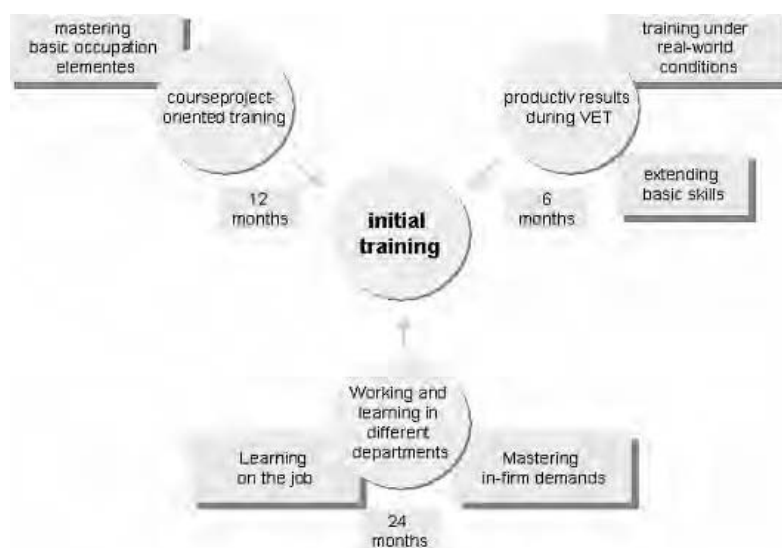 mastering
basic occupation
elementes
courseproject-
oriented training
12
months
productiv results
during VET
training under
real-world
conditions
6
months
extending
basic skills
initial
training
Working and
learning in
different
departments
Learning
on the job
Mastering
in-firm demands
24
months